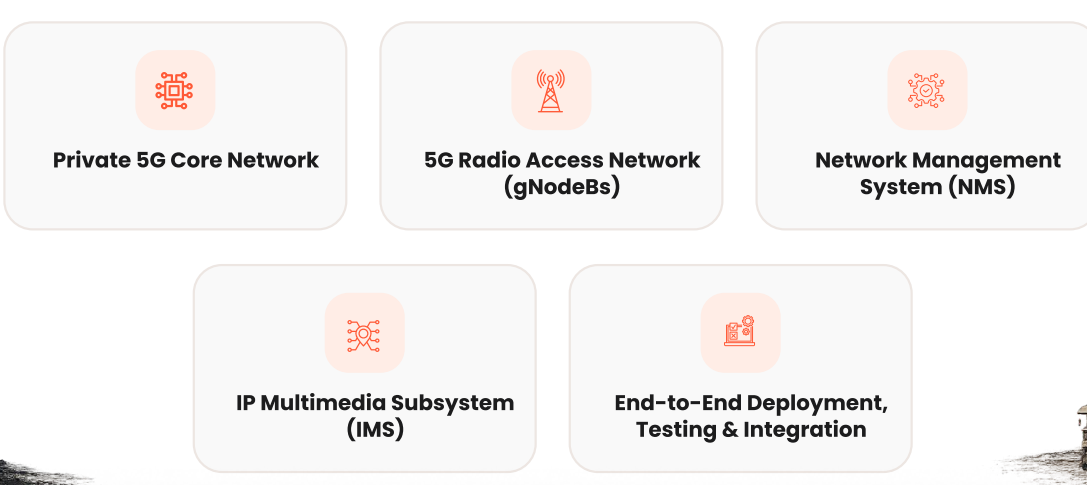 Private 5G Core Network
5G Radio Access Network
(gNodeBs)
Network Management
System (NMS)
IP Multimedia Subsystem
(IMS)
End-to-End Deployment,
Testing & Integration